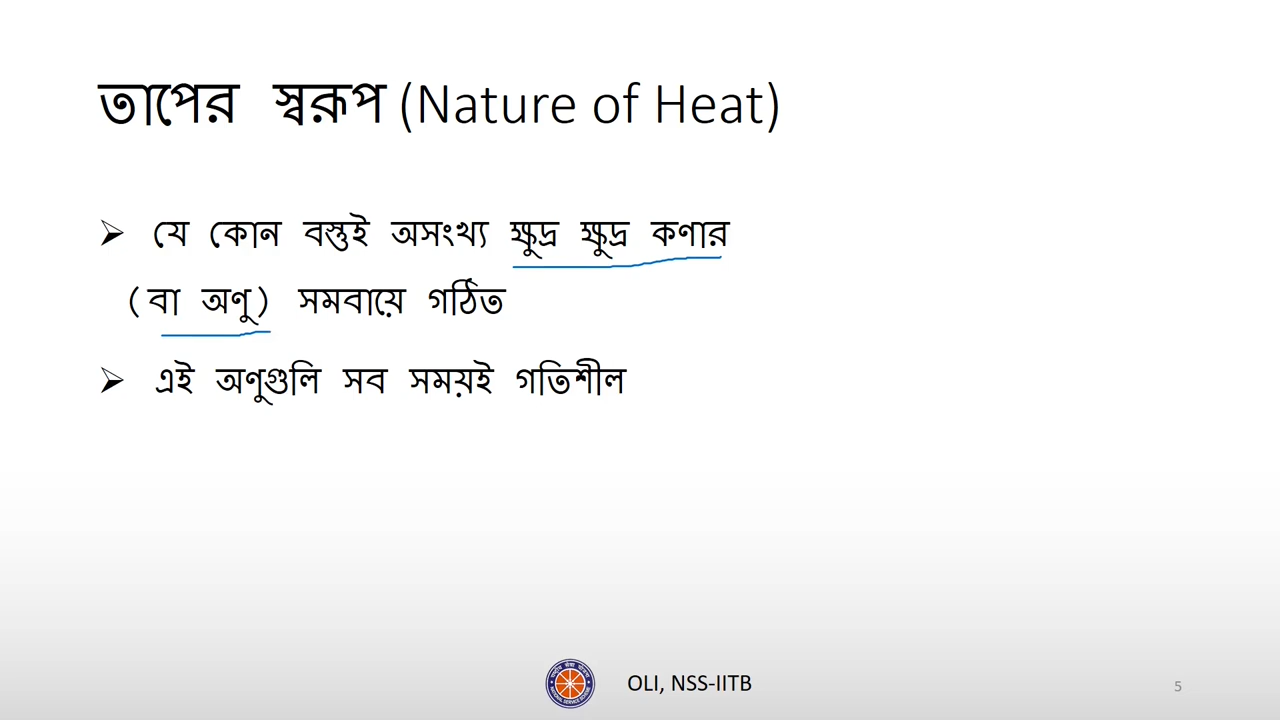 তাপের স্বরূপ (Nature of Heat)
➢ যে কোন বস্তুই অসংখ্য ক্ষুদ্র ক্ষুদ্র কণার
(বা অণু) সমবায়ে গঠিত
➢ এই অণুগুলি সব সময়ই গতিশীল
OLI, NSS-IITB
5